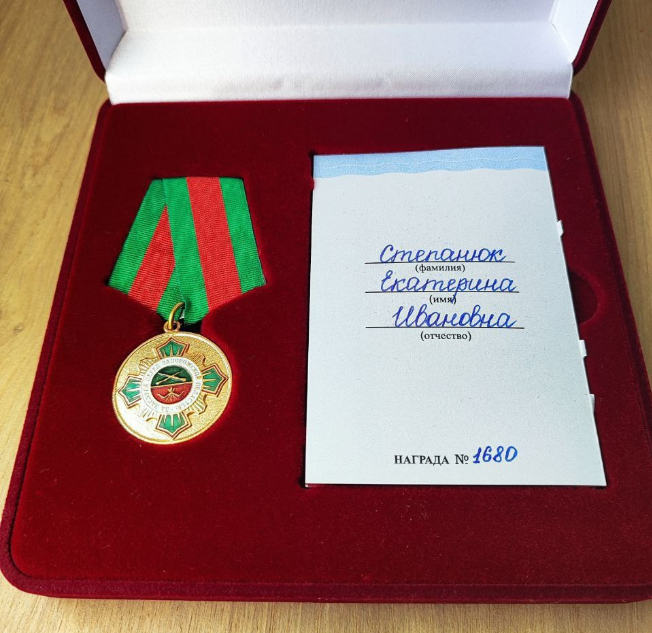 Степанюк
(фамилия)
Екатерина
(имя)
Ивановна
(отчество)
НАГРАДА № 1680